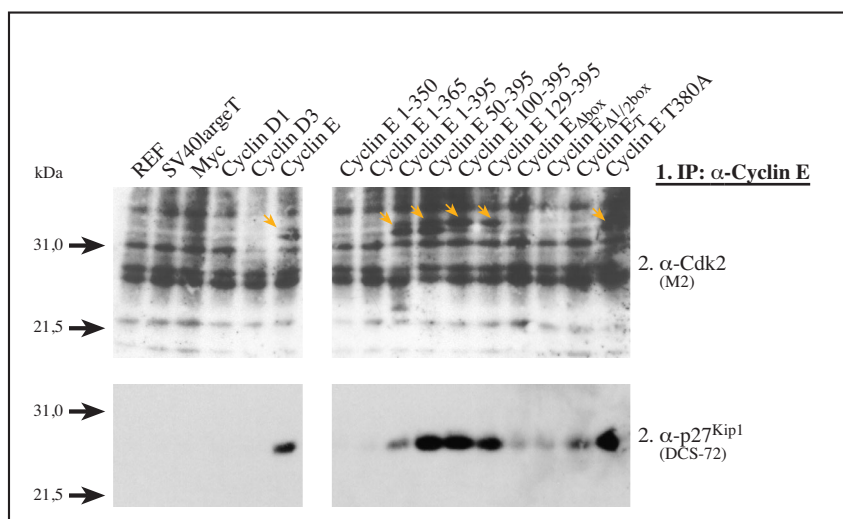 REF
SV40largeT
Myc
Cyclin D1
Cyclin D3
Cyclin E
Cyclin E 1-350
Cyclin E 1-365
Cyclin E 1-395
Cyclin E 50-395
Cyclin E 100-395
Cyclin E 129-395
Cyclin EΔbox
Cyclin EΔ1/2box
Cyclin ET
Cyclin E T380A
kDa
1. IP: α-Cyclin E
31,0
2. α-Cdk2
(M2)
21,5
31,0
2. α-p27Kip1
(DCS-72)
21,5